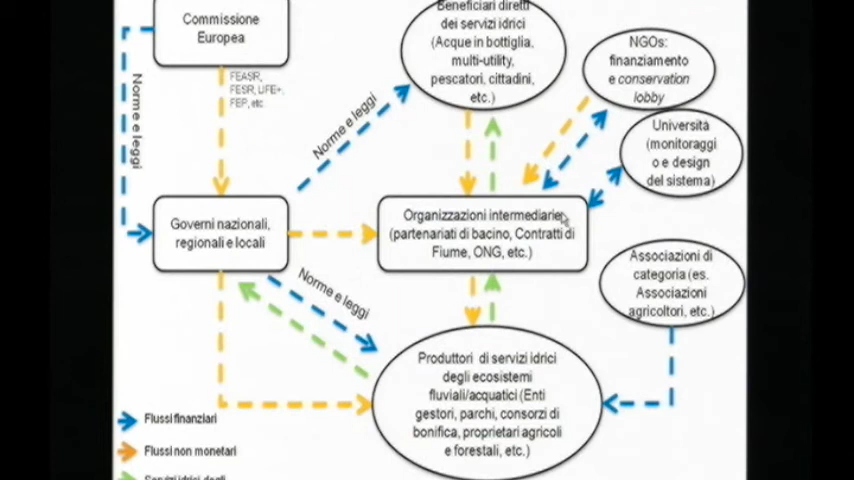 Commissione
Europea
FEASR,
FESR, LIFE+,
FEP, etc
Norme e leggi
Beneficiari diretti
dei servizi idrici
(Acque in bottiglia,
multi-utility,
pescatori, cittadini,
etc.)
NGOs:
finanziamento
e conservation
lobby
Norme e leggi
Università
(monitoraggi
o e design
del sistema)
Governi nazionali,
regionali e locali
Organizzazioni intermediarie
(partenariati di bacino, Contratti di
Fiume, ONG, etc.)
Norme e leggi
Associazioni di
categoria (es.
Associazioni
agricoltori, etc.)
Produttori di servizi idrici
degli ecosistemi
fluviali/acquatici (Enti
gestori, parchi, consorzi di
bonifica, proprietari agricoli
e forestali, etc.)
Flussi finanziari
Flussi non monetari
Servizi idrici degli